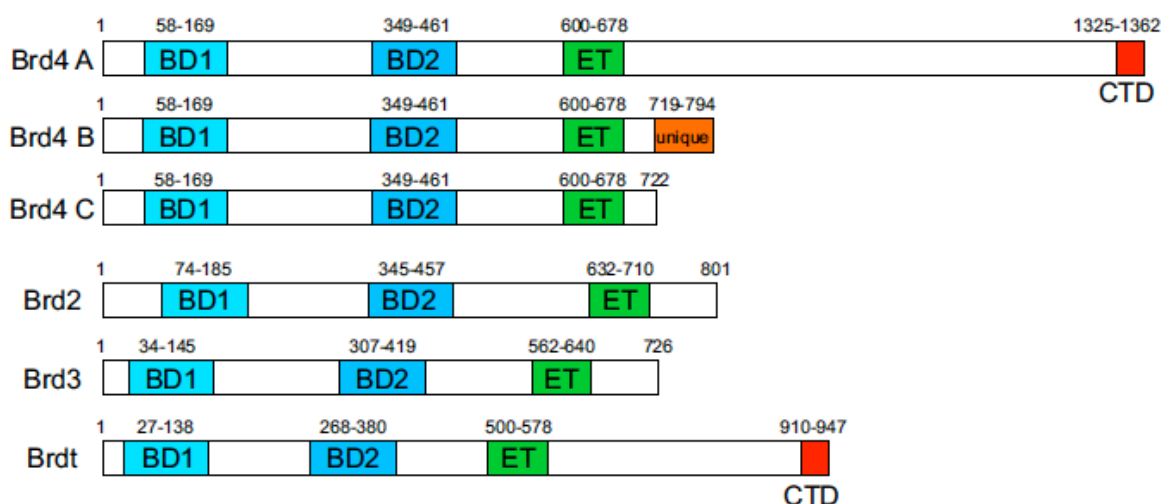 1 58-169 349-461 600-678 1325-1362
Brd4 A BD1 BD2 ET
CTD
1 58-169 349-461 600-678 719-794
Brd4 B BD1 BD2 ET unique
1 58-169 349-461 600-678 722
Brd4 C BD1 BD2 ET
1 74-185 345-457 632-710 801
Brd2 BD1 BD2 ET
1 34-145 307-419 562-640 726
Brd3 BD1 BD2 ET
1 27-138 268-380 500-578 910-947
Brdt BD1 BD2 ET
CTD